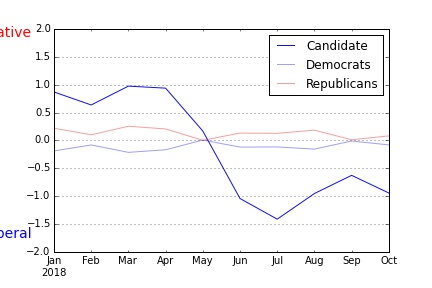 ative
2.0
1.5
1.0
0.5
0.0
−0.5
−1.0
−1.5
−2.0
beral
Candidate
Democrats
Republicans
Jan Feb Mar Apr May Jun Jul Aug Sep Oct
2018